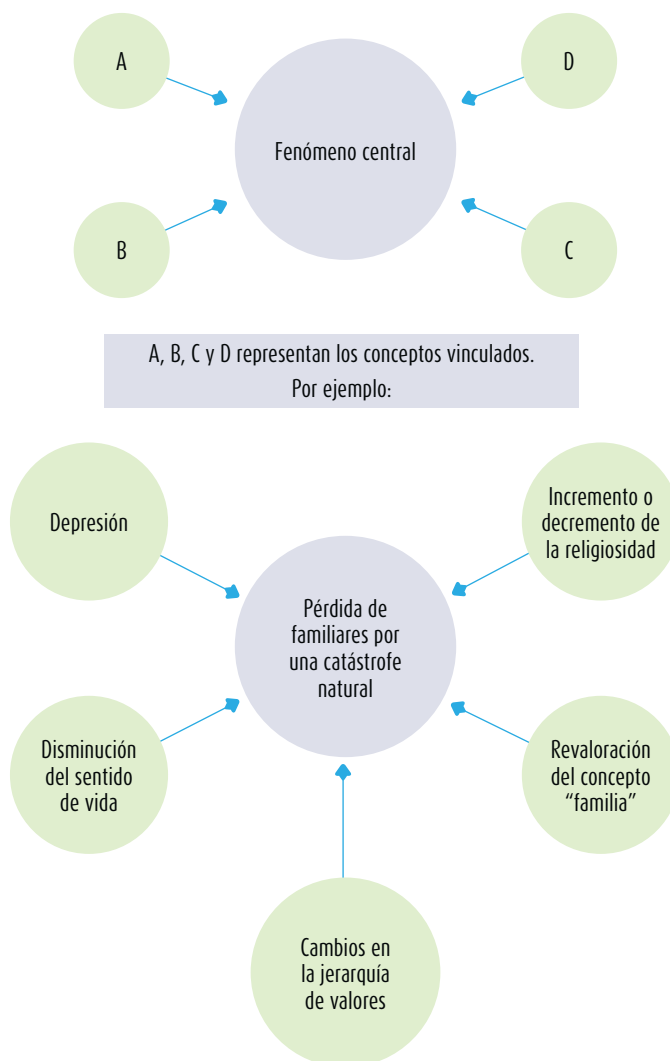 A
D
Fenómeno central
B
C
A, B, C y D representan los conceptos vinculados.
Por ejemplo:
Depresión
Incremento o
decremento de
la religiosidad
Pérdida de
familiares por
una catástrofe
natural
Disminución
del sentido
de vida
Revaloración
del concepto
“familia”
Cambios en
la jerarquía
de valores